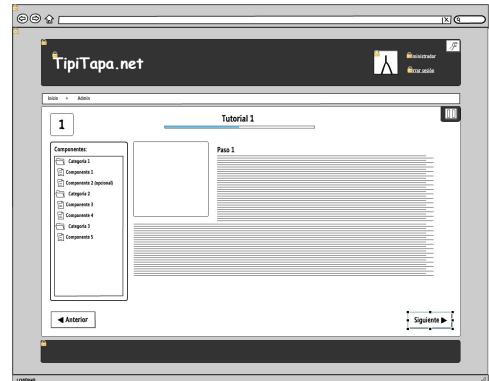 TipiTapa.net
ministrador
rrar sesión
Inicio > Admin
1
Tutorial 1
Componentes:
Categoría 1
Componente 1
Componente 2 (opcional)
Categoría 2
Componente 3
Componente 4
Categoría 3
Componente 5
Paso 1
◀ Anterior
Siguiente ▶